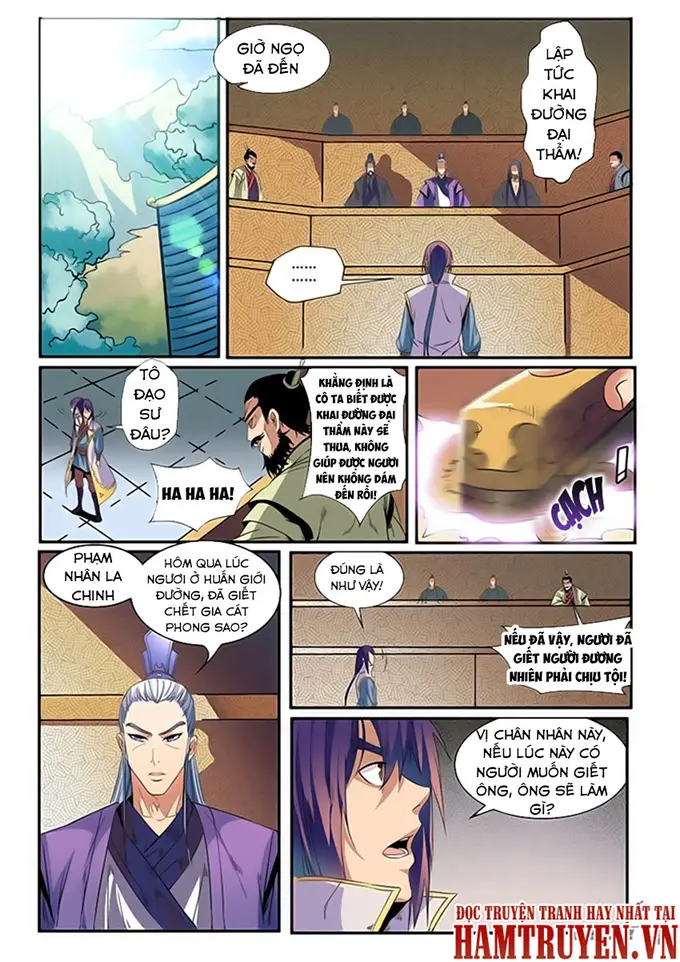 GIỜ NGỌ
ĐÃ ĐẾN
LẬP
TỨC
KHAI
ĐƯỜNG
ĐẠI
THẨM!
......
......
TÔ
ĐẠO
SƯ
ĐÂU?
HA HA HA!
KHẲNG ĐỊNH LÀ
CÔ TA BIẾT ĐƯỢC
KHAI ĐƯỜNG ĐẠI
THẨM NÀY SẼ
THUA, KHÔNG
GIÚP ĐƯỢC NGƯƠI
NÊN KHÔNG DÁM
ĐẾN RỒI!
CẠCH
!
PHẠM
NHÂN LA
CHINH
HÔM QUA LÚC
NGƯƠI Ở HUẤN GIỚI
ĐƯỜNG, ĐÃ GIẾT
CHẾT GIA CÁT
PHONG SAO?
ĐÚNG LÀ
NHƯ VẬY!
NẾU ĐÃ VẬY, NGƯƠI ĐÃ
GIẾT NGƯỜI ĐƯƠNG
NHIÊN PHẢI CHỊU TỘI!
VỊ CHÂN NHÂN NÀY,
NẾU LÚC NÀY CÓ
NGƯỜI MUỐN GIẾT
ÔNG, ÔNG SẼ LÀM
GÌ?
ĐỌC TRUYỆN TRANH HAY NHẤT TẠI
HAMTRUYEN.VN